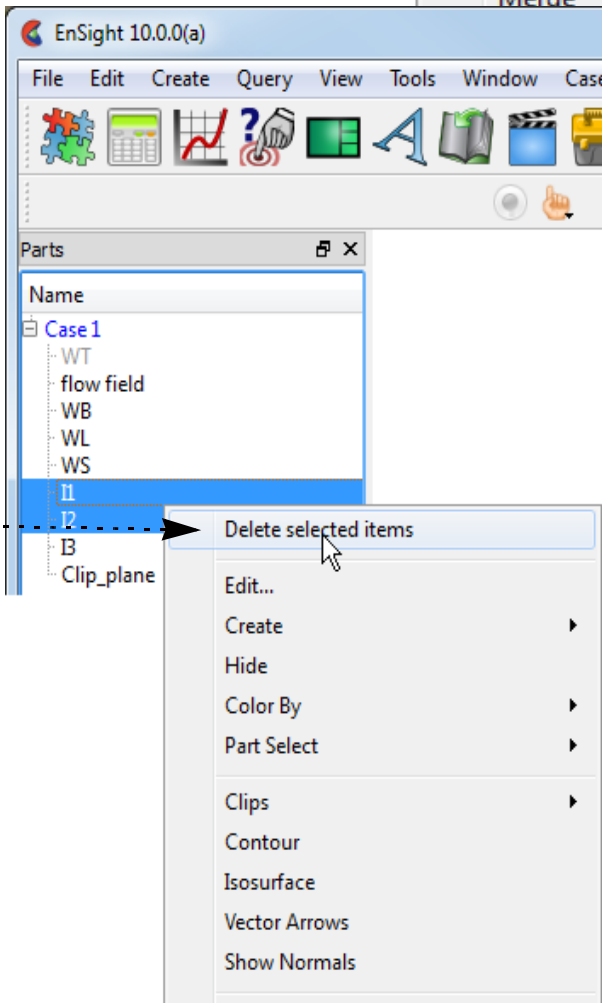 Merge
EnSight 10.0.0(a)
File Edit Create Query View Tools Window Case
Parts
Name
Case 1
WT
flow field
WB
WL
WS
I1
I2
I3
Clip_plane
Delete selected items
Edit...
Create
Hide
Color By
Part Select
Clips
Contour
Isosurface
Vector Arrows
Show Normals